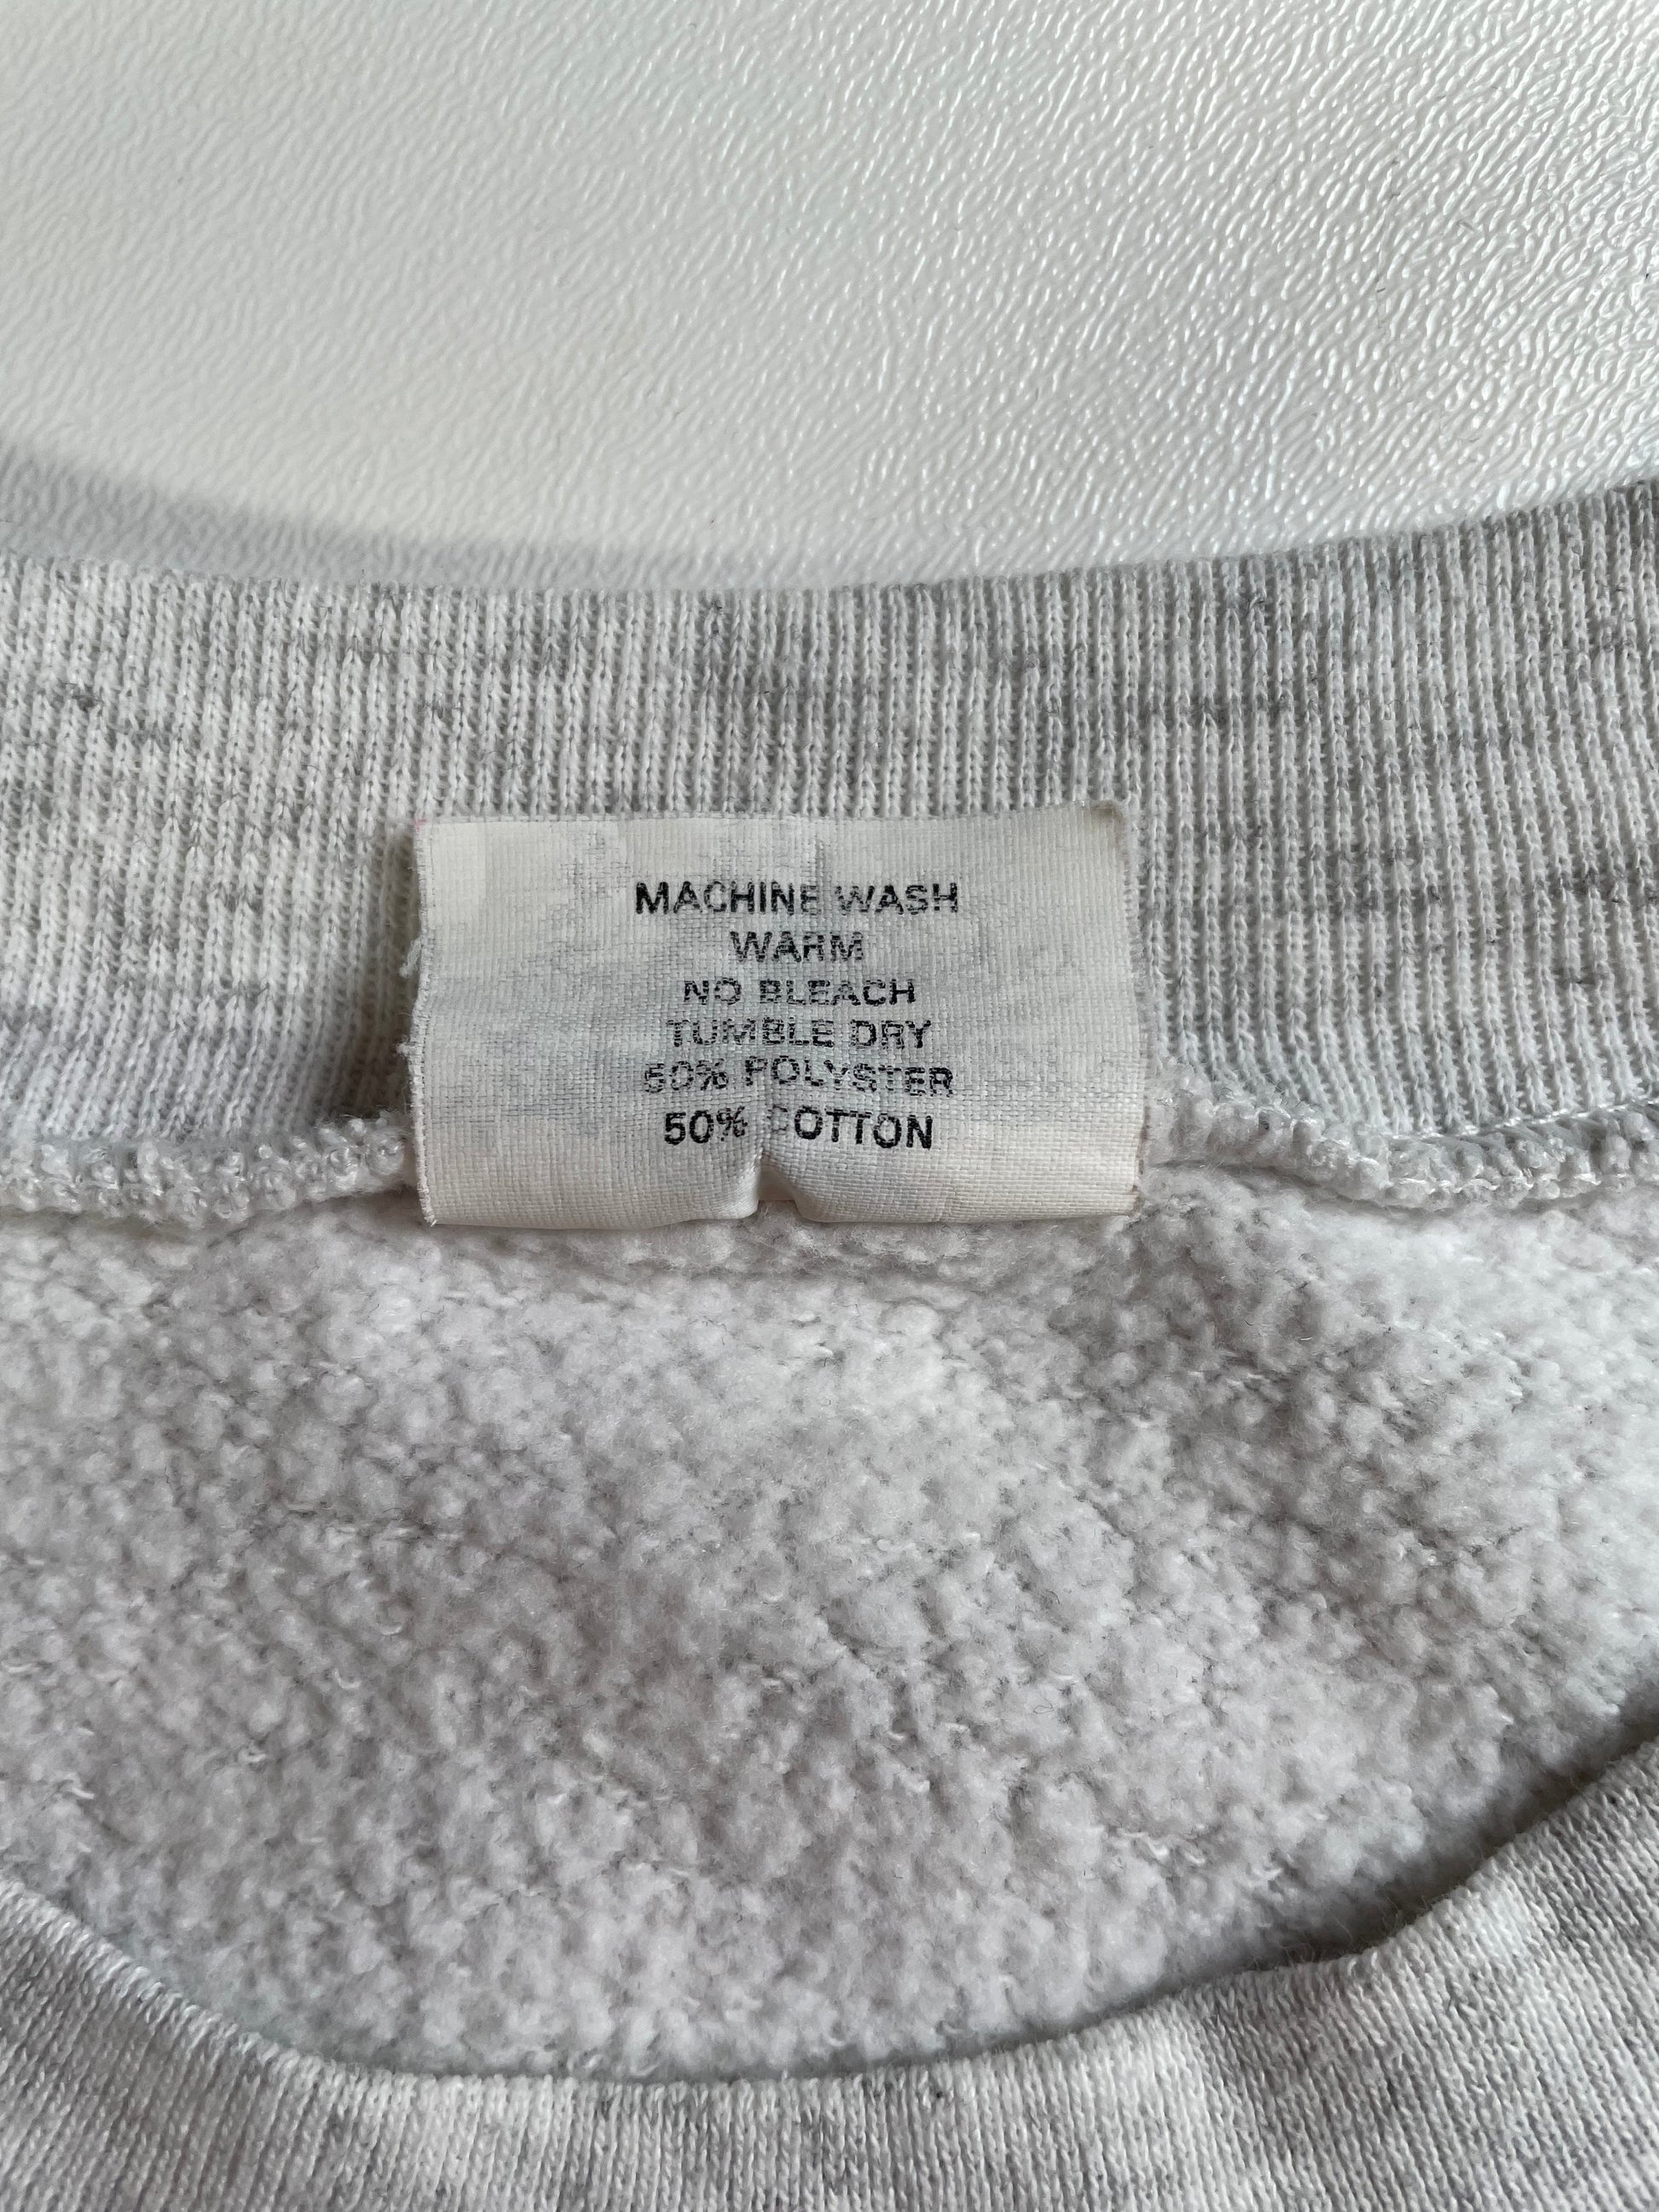 MACHINE WASH
WARM
NO BLEACH
TUMBLE DRY
50% POLYSTER
50% COTTON